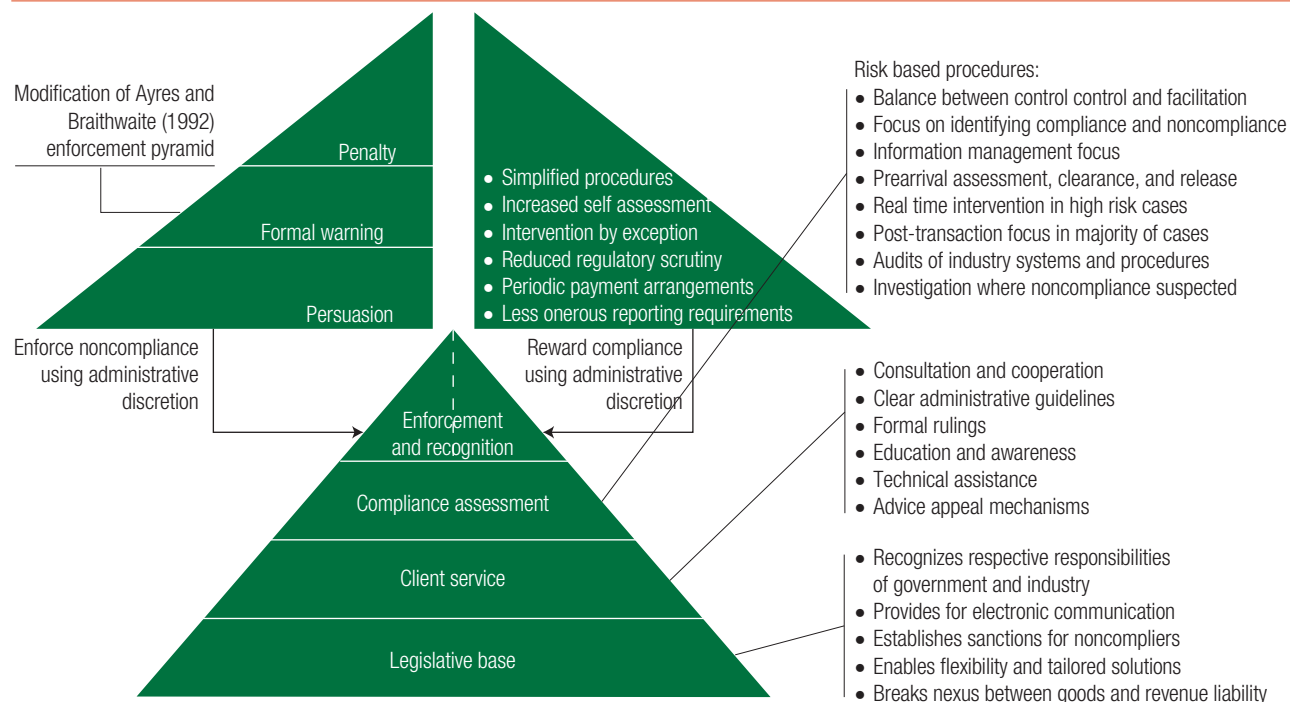 Modification of Ayres and
Braithwaite (1992)
enforcement pyramid
Penalty
Formal warning
Persuasion
● Simplified procedures
● Increased self assessment
● Intervention by exception
● Reduced regulatory scrutiny
● Periodic payment arrangements
● Less onerous reporting requirements
Enforce noncompliance
using administrative
discretion
Reward compliance
using administrative
discretion
Enforcement
and recognition
Compliance assessment
Client service
Legislative base
Risk based procedures:
● Balance between control control and facilitation
● Focus on identifying compliance and noncompliance
● Information management focus
● Prearrival assessment, clearance, and release
● Real time intervention in high risk cases
● Post-transaction focus in majority of cases
● Audits of industry systems and procedures
● Investigation where noncompliance suspected
● Consultation and cooperation
● Clear administrative guidelines
● Formal rulings
● Education and awareness
● Technical assistance
● Advice appeal mechanisms
● Recognizes respective responsibilities
of government and industry
● Provides for electronic communication
● Establishes sanctions for noncompliers
● Enables flexibility and tailored solutions
● Breaks nexus between goods and revenue liability